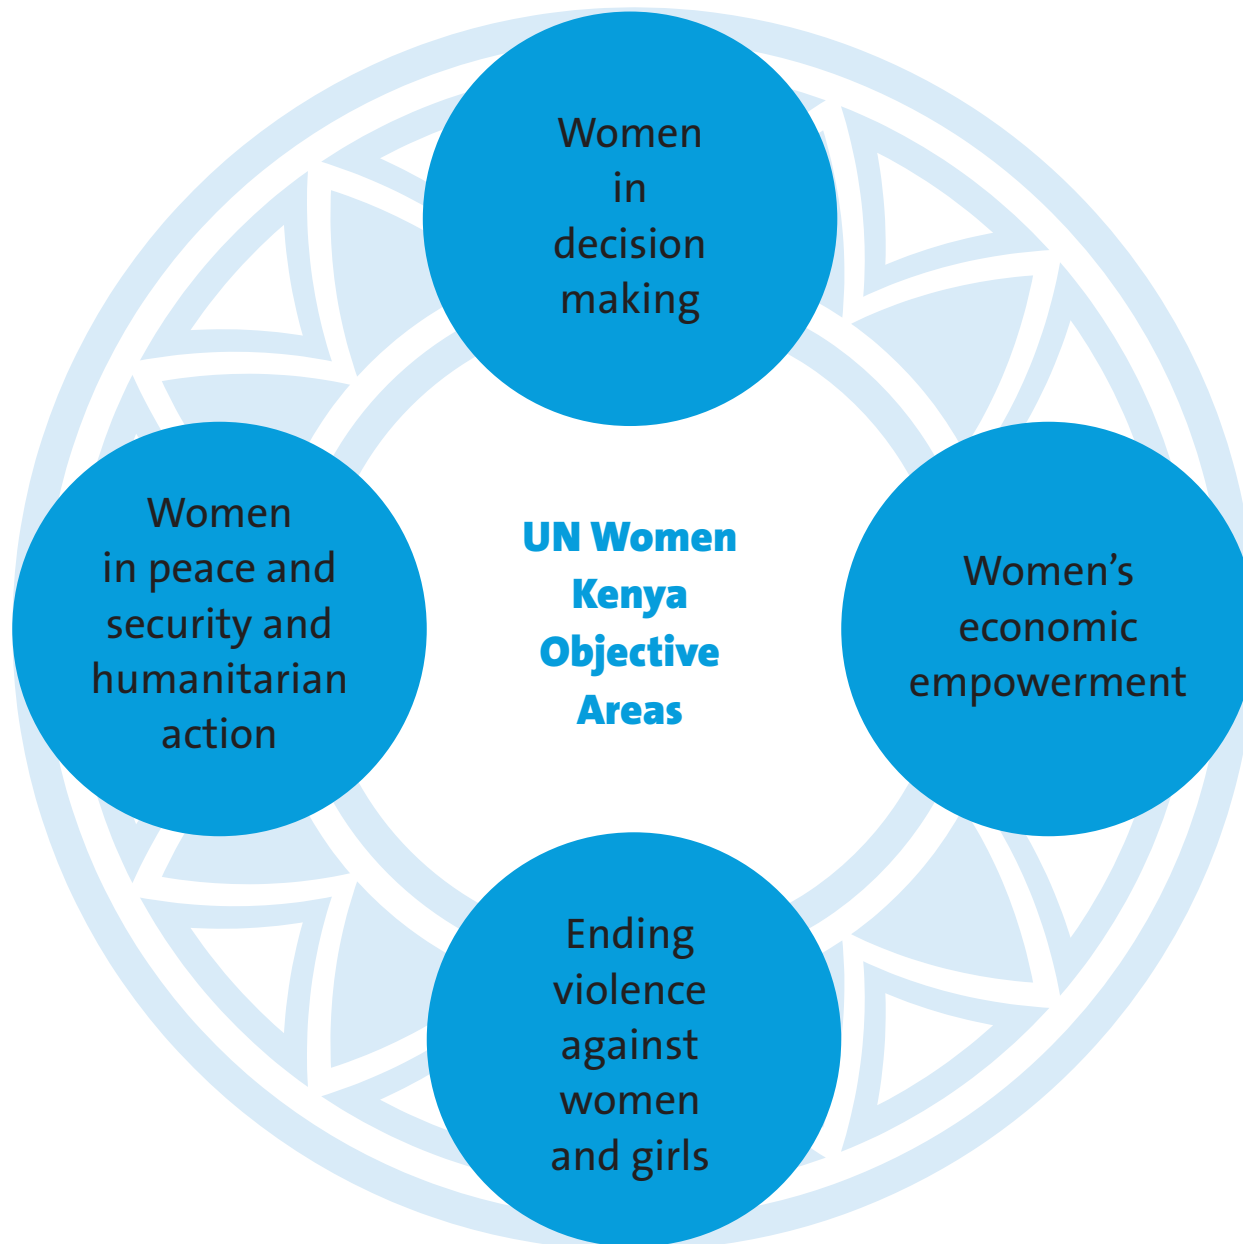 Women
in
decision
making
Women
in peace and
security and
humanitarian
action
UN Women
Kenya
Objective
Areas
Women’s
economic
empowerment
Ending
violence
against
women
and girls